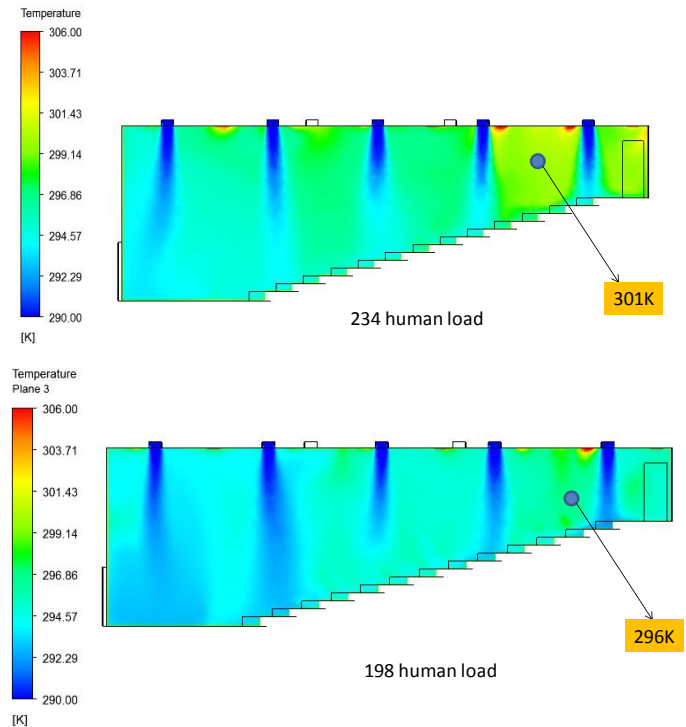 Temperature
306.00
303.71
301.43
299.14
296.86
294.57
292.29
290.00
[K]
301K
234 human load
Temperature
Plane 3
306.00
303.71
301.43
299.14
296.86
294.57
292.29
290.00
[K]
296K
198 human load